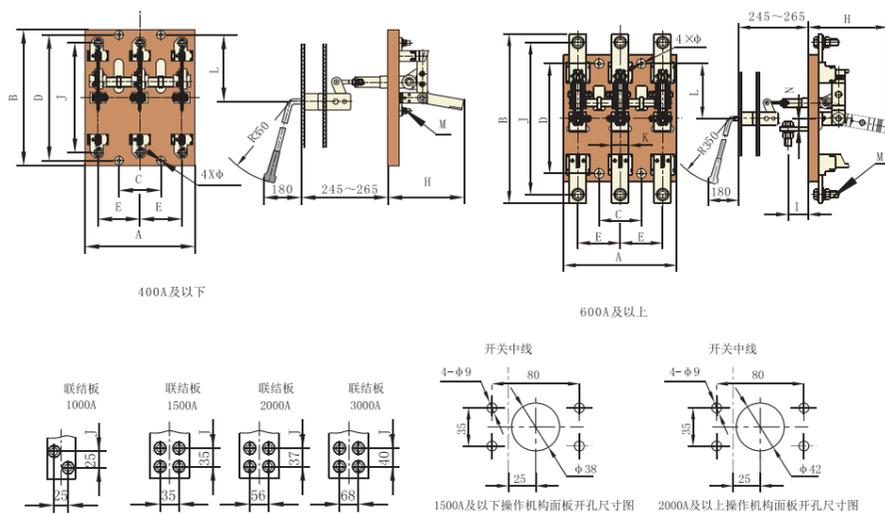 245～265
H
B
D
J
L
R350
M
4Xφ
180
245～265
H
C
E
E
A
400A及以下
4×φ
B
J
D
L
N
K
R350
180
M
I
C
E
E
A
600A及以上
联结板
1000A
J
25
25
联结板
1500A
J
35
35
联结板
2000A
J
37
56
联结板
3000A
J
40
68
开关中线
4-φ9
80
35
φ38
25
1500A及以下操作机构面板开孔尺寸图
开关中线
4-φ9
80
35
φ42
25
2000A及以上操作机构面板开孔尺寸图